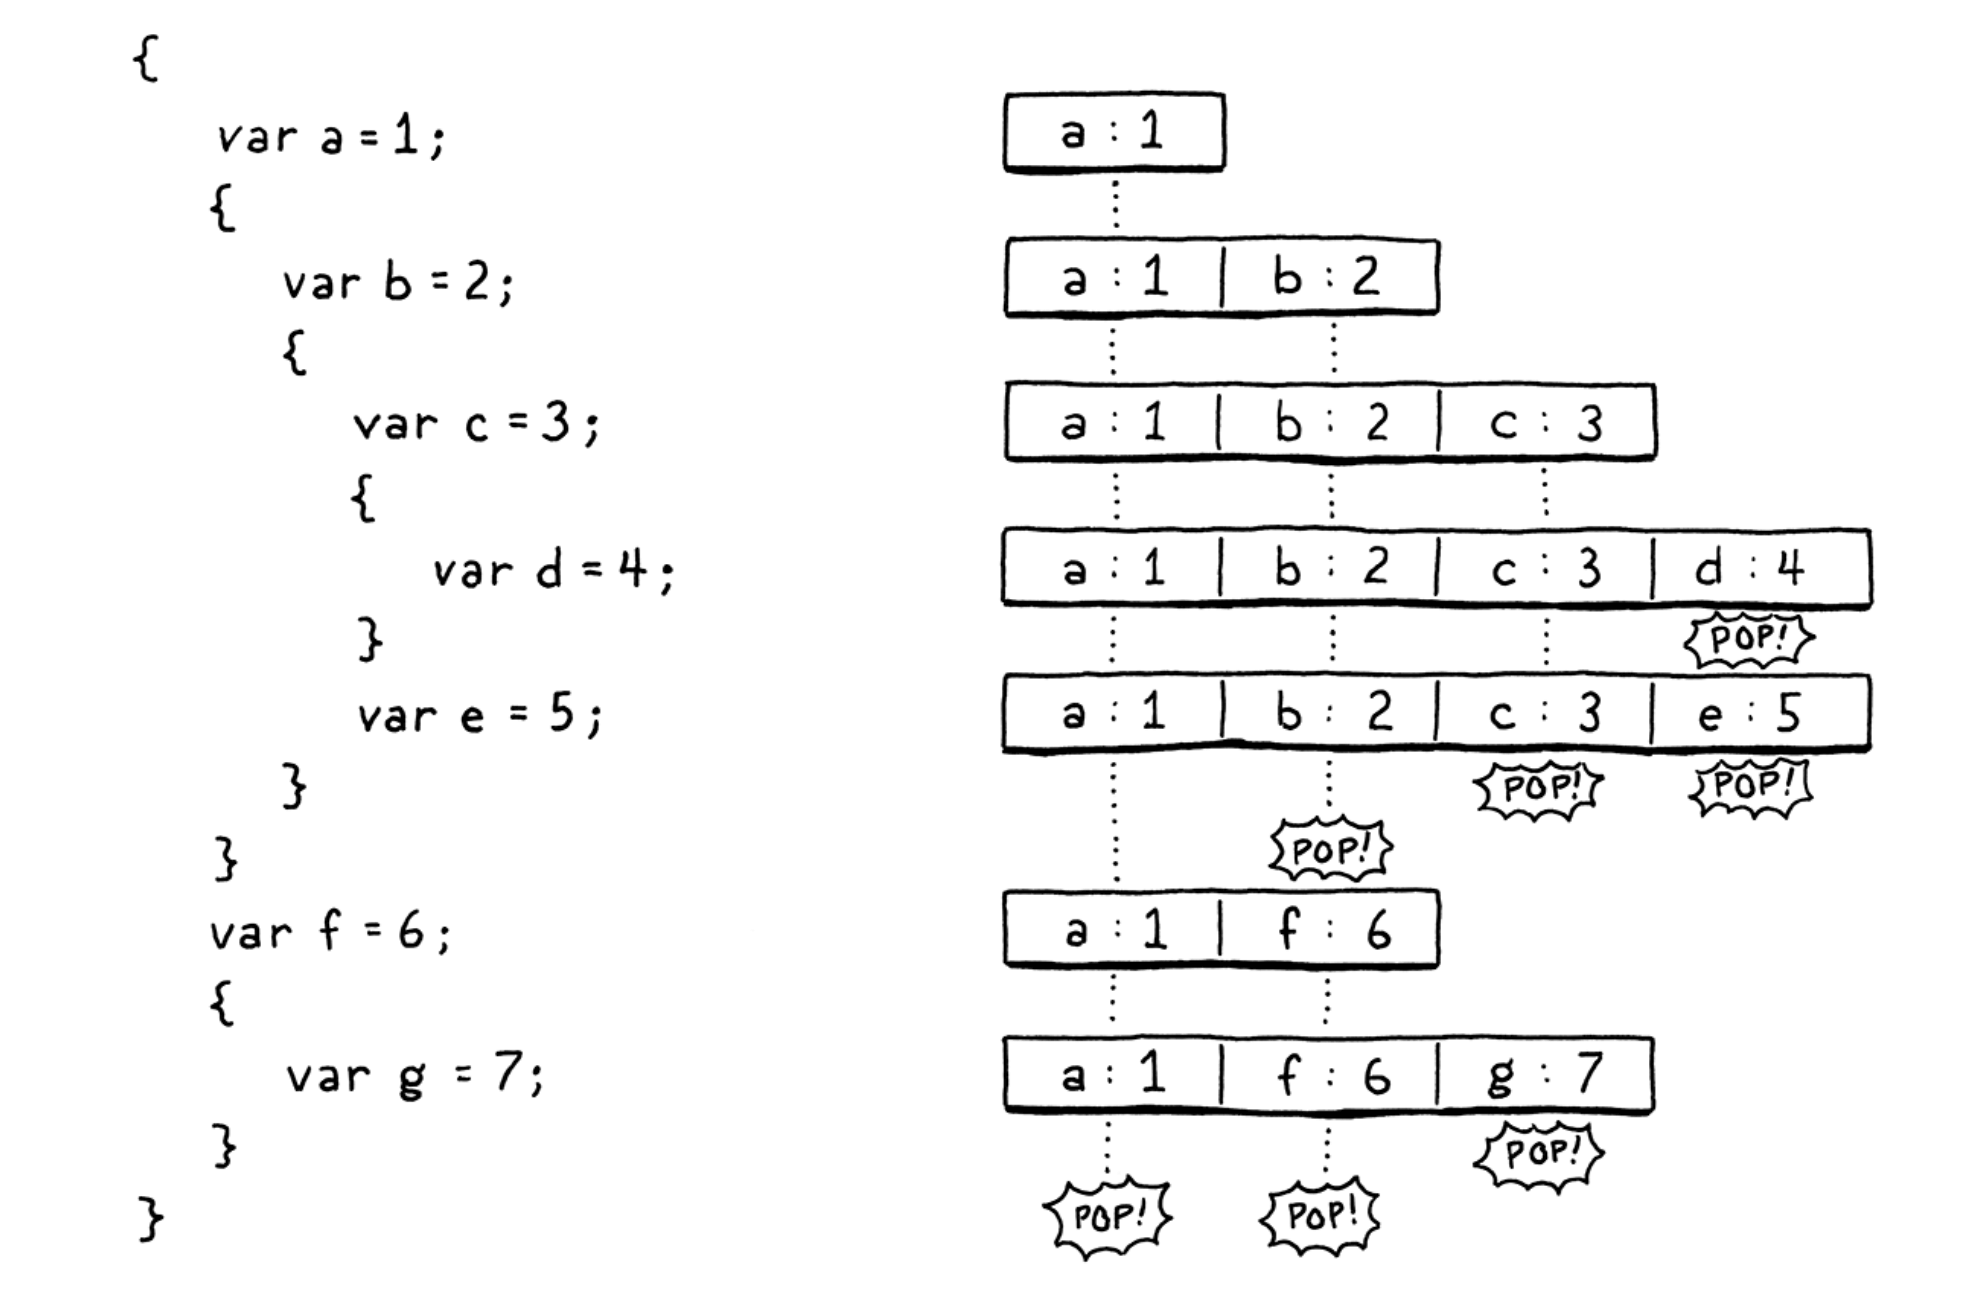 {
var a = 1; a : 1
{
var b = 2; a : 1 | b : 2
{
var c = 3; a : 1 | b : 2 | c : 3
{
var d = 4; a : 1 | b : 2 | c : 3 | d : 4
} POP!
var e = 5; a : 1 | b : 2 | c : 3 | e : 5
} POP! POP!
} POP!
var f = 6; a : 1 | f : 6
{
var g = 7; a : 1 | f : 6 | g : 7
} POP!
} POP! POP!